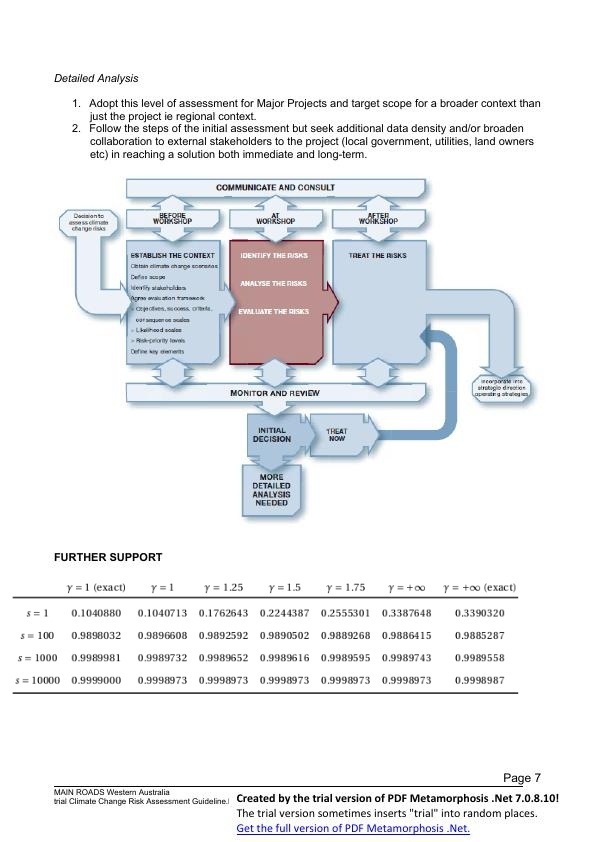 Detailed Analysis
1. Adopt this level of assessment for Major Projects and target scope for a broader context than
just the project ie regional context.
2. Follow the steps of the initial assessment but seek additional data density and/or broaden
collaboration to external stakeholders to the project (local government, utilities, land owners
etc) in reaching a solution both immediate and long-term.
COMMUNICATE AND CONSULT
Decision to
assess climate
change risks
BEFORE
WORKSHOP
AT
WORKSHOP
AFTER
WORKSHOP
ESTABLISH THE CONTEXT
Obtain climate change scenarios
Define scope
Identify stakeholders
Agree evaluation framework
» Objectives, success, criteria,
consequence scales
» Likelihood scales
» Risk-priority levels
Define key elements
IDENTIFY THE RISKS
ANALYSE THE RISKS
EVALUATE THE RISKS
TREAT THE RISKS
Incorporate into
strategic direction
operating strategies
MONITOR AND REVIEW
INITIAL
DECISION
TREAT
NOW
MORE
DETAILED
ANALYSIS
NEEDED
FURTHER SUPPORT
γ = 1 (exact) γ = 1 γ = 1.25 γ = 1.5 γ = 1.75 γ = +∞ γ = +∞ (exact)
s = 1 0.1040880 0.1040713 0.1762643 0.2244387 0.2555301 0.3387648 0.3390320
s = 100 0.9898032 0.9896608 0.9892592 0.9890502 0.9889268 0.9886415 0.9885287
s = 1000 0.9989981 0.9989732 0.9989652 0.9989616 0.9989595 0.9989743 0.9989558
s = 10000 0.9999000 0.9998973 0.9998973 0.9998973 0.9998973 0.9998973 0.9998987
Page 7
MAIN ROADS Western Australia
trial Climate Change Risk Assessment Guideline.
Created by the trial version of PDF Metamorphosis .Net 7.0.8.10!
The trial version sometimes inserts "trial" into random places.
Get the full version of PDF Metamorphosis .Net.